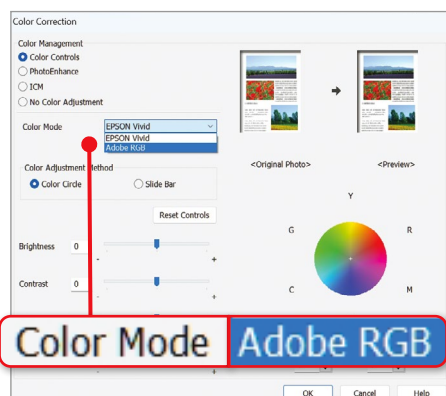 Color Correction
Color Management
Color Controls
PhotoEnhance
ICM
No Color Adjustment
Color Mode
EPSON Vivid
EPSON Vivid
Adobe RGB
<Original Photo>
<Preview>
Color Adjustment Method
Color Circle
Slide Bar
Reset Controls
Y
G
R
C
M
Brightness 0
- +
Contrast 0
- +
Color Mode Adobe RGB
- +
OK Cancel Help